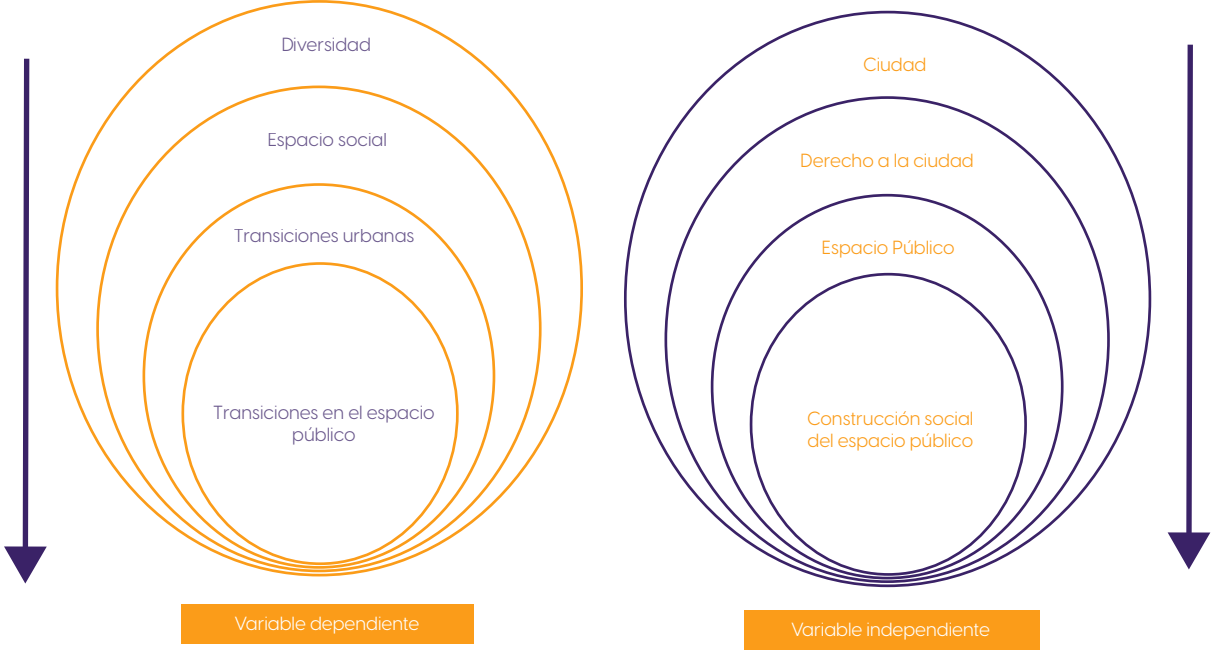 Diversidad
Espacio social
Transiciones urbanas
Transiciones en el espacio
público
Variable dependiente
Ciudad
Derecho a la ciudad
Espacio Público
Construcción social
del espacio público
Variable independiente